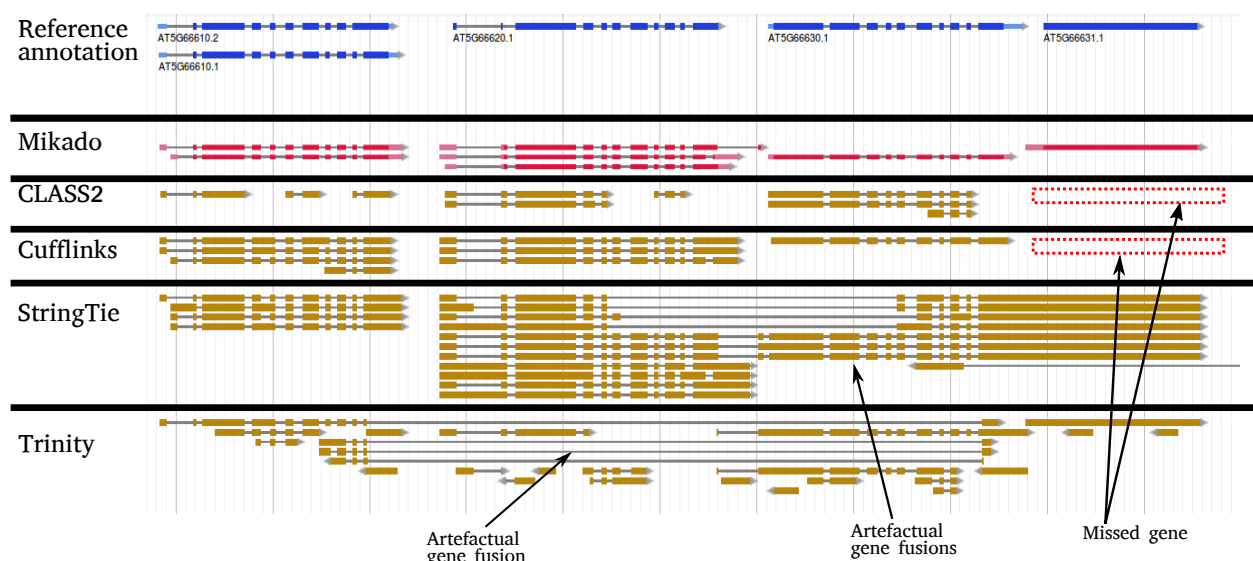 Reference
annotation
AT5G66610.2
AT5G66620.1
AT5G66630.1
AT5G66631.1
AT5G66610.1
Mikado
CLASS2
Cufflinks
StringTie
Trinity
Artefactual
gene fusion
Artefactual
gene fusions
Missed gene